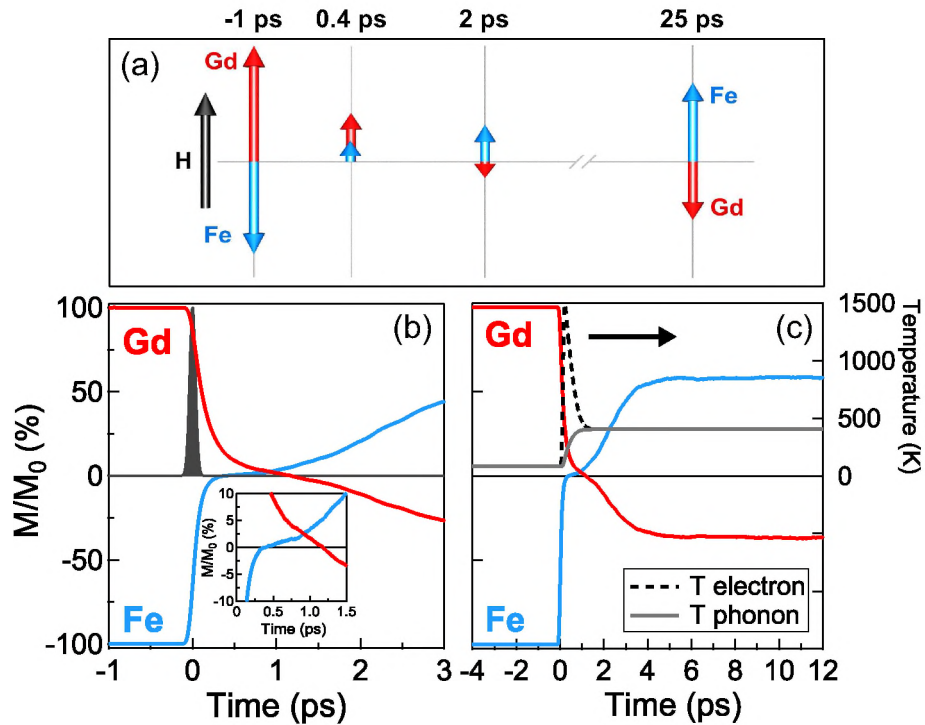 -1 ps 0.4 ps 2 ps 25 ps
(a)
Gd
Fe
H
Fe
Gd
100
50
0
-50
-100
M/M0 (%)
Gd
(b)
Fe
10
5
0
-5
-10
M/M0 (%)
0 0.5 1.0 1.5
Time (ps)
-1 0 1 2 3
Time (ps)
Gd
(c)
Fe
1500
1000
500
0
Temperature (K)
T electron
T phonon
-4 -2 0 2 4 6 8 10 12
Time (ps)